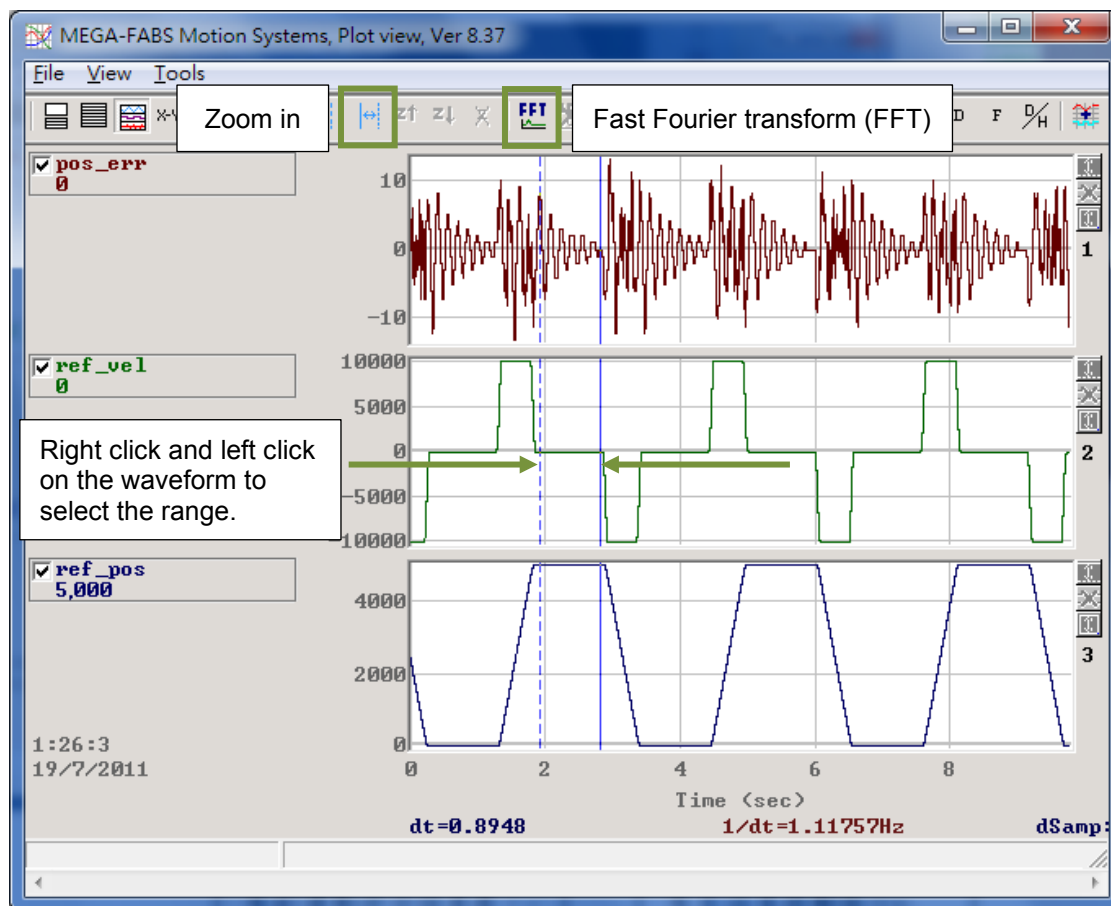 MEGA-FABS Motion Systems, Plot view, Ver 8.37
File View Tools
Zoom in
FFT
Fast Fourier transform (FFT)
D F D/H
pos_err
0
10
0
-10
1
ref_vel
0
10000
5000
0
-5000
-10000
2
Right click and left click
on the waveform to
select the range.
ref_pos
5,000
4000
2000
0
3
1:26:3
19/7/2011
0 2 4 6 8
Time (sec)
dt=0.8948 1/dt=1.11757Hz dSamp: